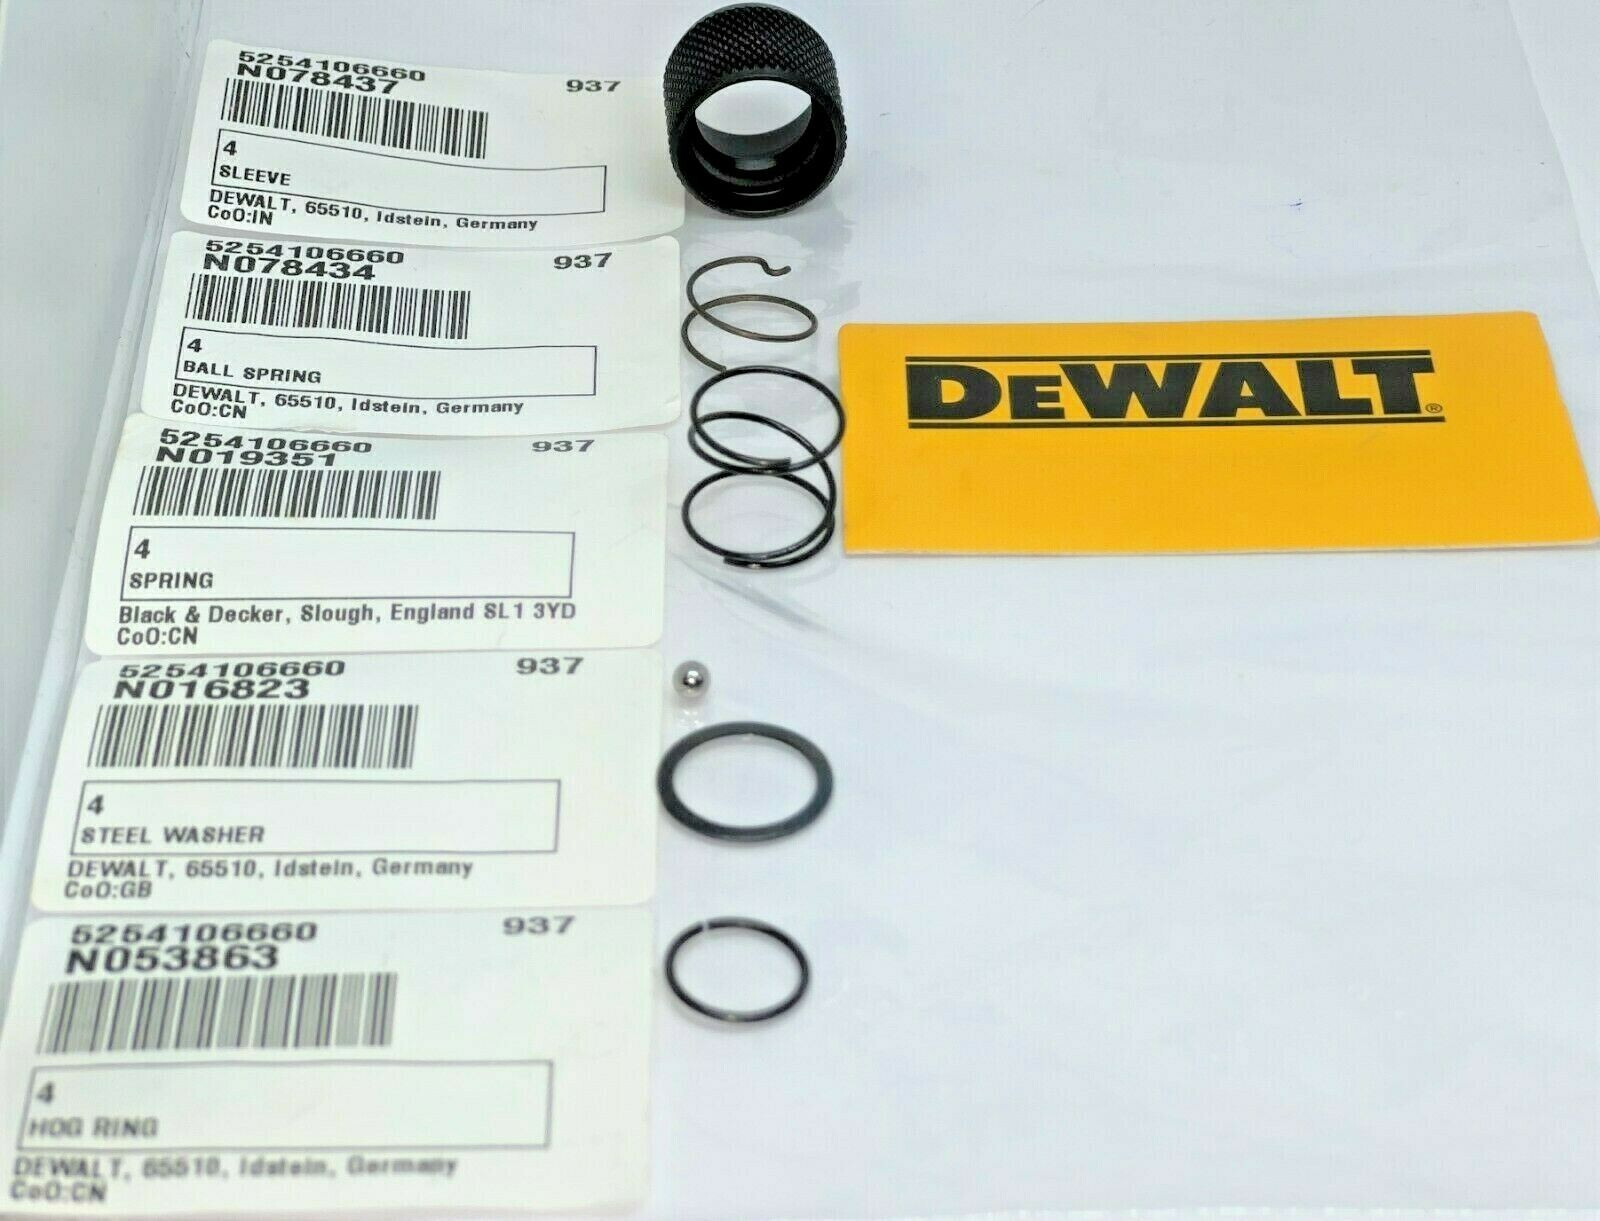 5254106660 937
N078437
4
SLEEVE
DEWALT, 65510, Idstein, Germany
CoO:IN
5254106660 937
N078434
4
BALL SPRING
DEWALT, 65510, Idstein, Germany
CoO:CN
5254106660 937
N019351
4
SPRING
Black & Decker, Slough, England SL1 3YD
CoO:CN
5254106660 937
N016823
4
STEEL WASHER
DEWALT, 65510, Idstein, Germany
CoO:GB
5254106660 937
N053863
4
HOG RING
DEWALT, 65510, Idstein, Germany
CoO:CN
DEWALT®